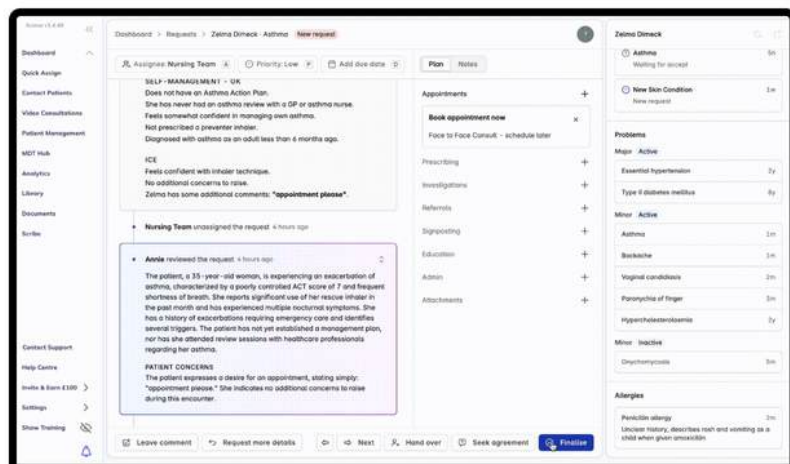 Dashboard
Quick Assign
Contact Patients
Video Consultations
Patient Management
MDT Hub
Analytics
Library
Documents
Scribe
Contact Support
Help Centre
Invite & Earn £100
Settings
Show Training
Dashboard > Requests > Zelma Dimeck - Asthma New request
Assignee: Nursing Team A
Priority: Low P
Add due date D
SELF-MANAGEMENT - OK
Does not have an Asthma Action Plan.
She has never had an asthma review with a GP or asthma nurse.
Feels somewhat confident in managing own asthma.
Not prescribed a preventer inhaler.
Diagnosed with asthma as an adult less than 6 months ago.
ICE
Feels confident with inhaler technique.
No additional concerns to raise.
Zelma has some additional comments: "appointment please".
Nursing Team unassigned the request 4 hours ago
Annie reviewed the request 4 hours ago
The patient, a 35-year-old woman, is experiencing an exacerbation of
asthma, characterized by a poorly controlled ACT score of 7 and frequent
shortness of breath. She reports significant use of her rescue inhaler in
the past month and has experienced multiple nocturnal symptoms. She
has a history of exacerbations requiring emergency care and identifies
several triggers. The patient has not yet established a management plan,
nor has she attended review sessions with healthcare professionals
regarding her asthma.
PATIENT CONCERNS
The patient expresses a desire for an appointment, stating simply:
"appointment please." She indicates no additional concerns to raise
during this encounter.
Leave comment
Request more details
Next
Hand over
Seek agreement
Finalise
Plan
Notes
Appointments
Book appointment now
Face to Face Consult - schedule later
Prescribing
Investigations
Referrals
Signposting
Education
Admin
Attachments
Zelma Dimeck
Asthma
Waiting for accept
New Skin Condition 1w
New request
Problems
Major Active
Essential hypertension 2y
Type II diabetes mellitus
Minor Active
Asthma 1m
Backache 1m
Vaginal candidiasis 2m
Paronychia of finger
Hypercholesterolaemia 2y
Minor Inactive
Onychomycosis
Allergies
Penicillin allergy
Unclear history, describes rash and vomiting as a
child when given amoxicillin